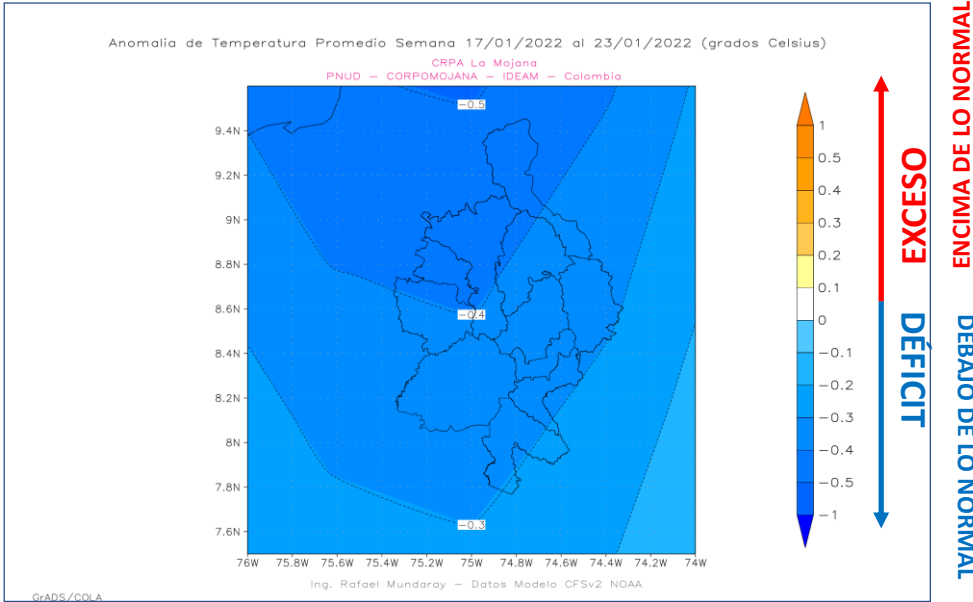 Anomalia de Temperatura Promedio Semana 17/01/2022 al 23/01/2022 (grados Celsius)
CRPA La Mojana
PNUD – CORPOMOJANA – IDEAM – Colombia
9.4N
9.2N
9N
8.8N
8.6N
8.4N
8.2N
8N
7.8N
7.6N
−0.5
−0.4
−0.3
76W
75.8W
75.6W
75.4W
75.2W
75W
74.8W
74.6W
74.4W
74.2W
74W
1
0.5
0.4
0.3
0.2
0.1
0
−0.1
−0.2
−0.3
−0.4
−0.5
−1
EXCESO
DÉFICIT
ENCIMA DE LO NORMAL
DEBAJO DE LO NORMAL
Ing. Rafael Mundaray – Datos Modelo CFSv2 NOAA
GrADS/COLA